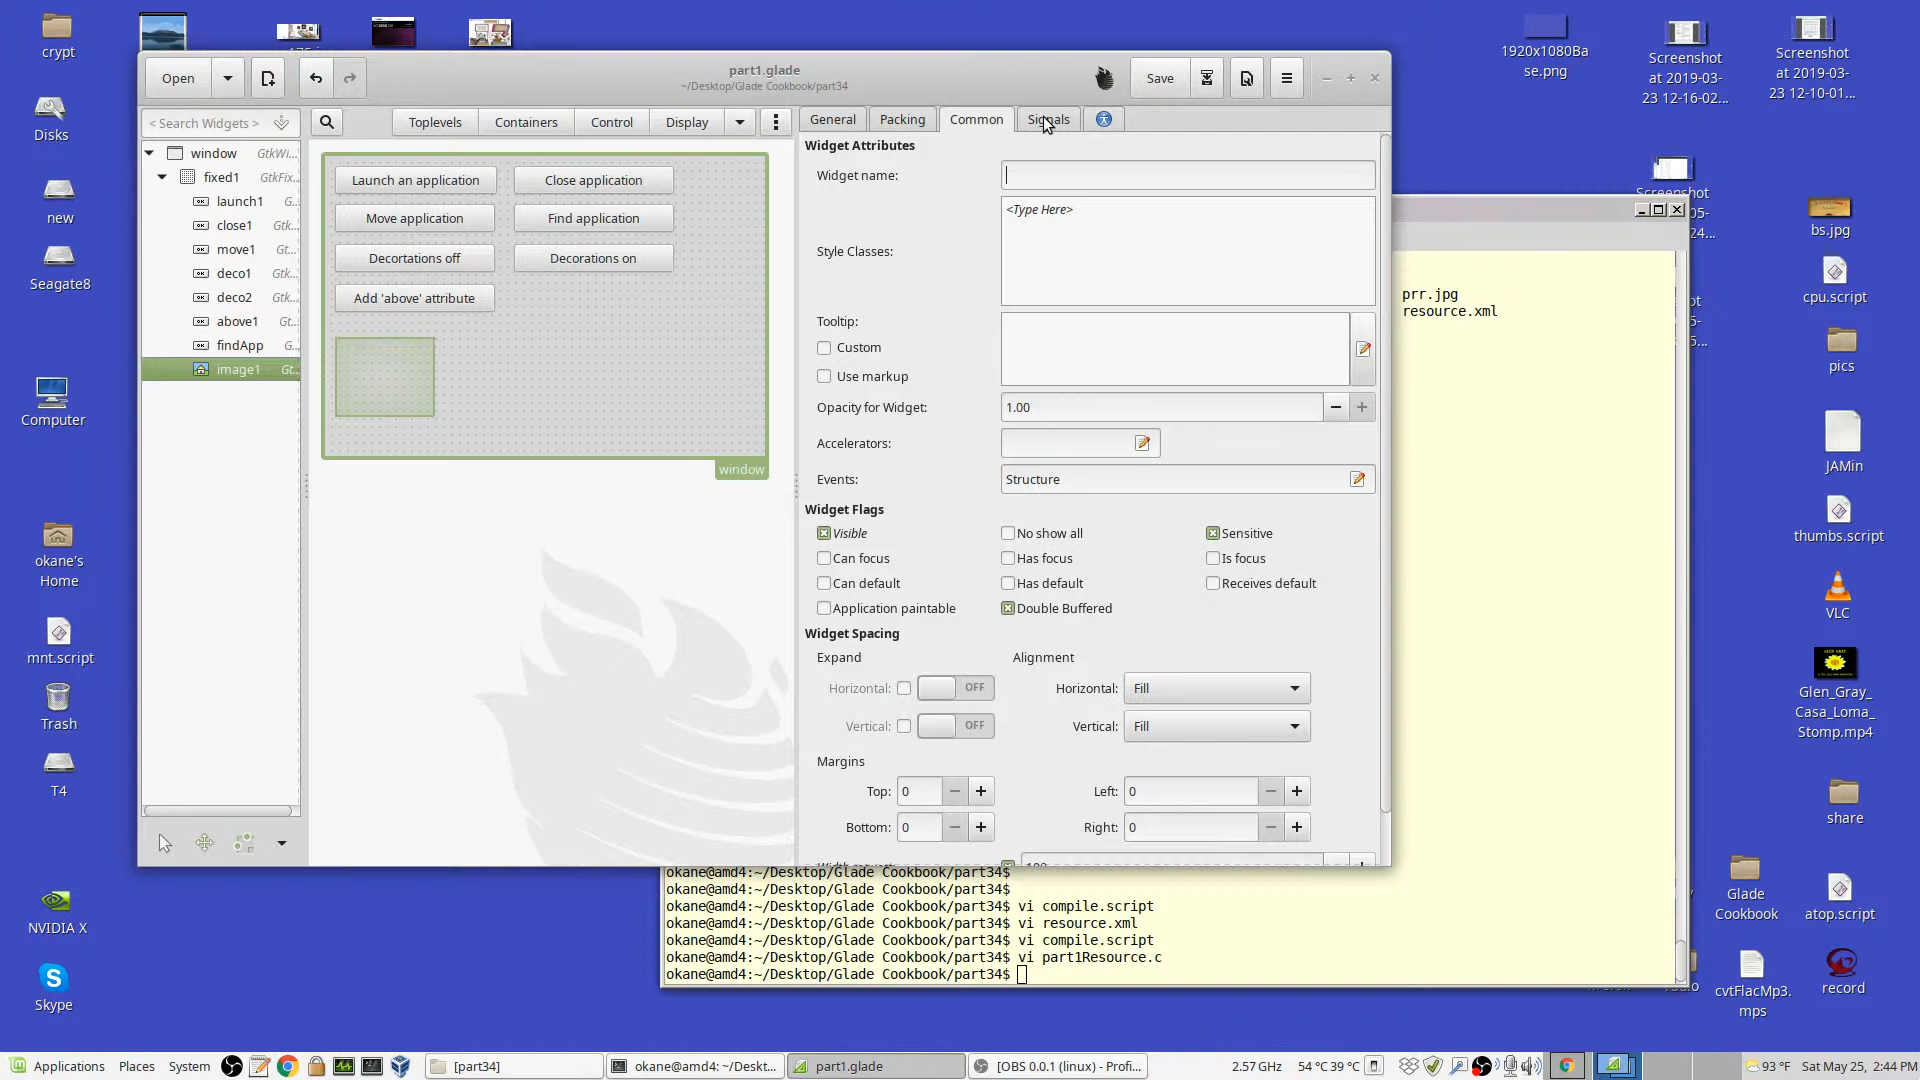 crypt
Disks
new
Seagate8
Computer
okane's
Home
mnt.script
Trash
T4
NVIDIA X
Skype
1920x1080Ba
se.png
Screenshot
at 2019-03-
23 12-16-02...
Screenshot
at 2019-03-
23 12-10-01...
Screenshot
bs.jpg
cpu.script
pics
JAMin
thumbs.script
VLC
Glen_Gray_
Casa_Loma_
Stomp.mp4
share
Glade
Cookbook
atop.script
cvtFlacMp3.
mps
record
Open
part1.glade
~/Desktop/Glade Cookbook/part34
Save
< Search Widgets >
Toplevels
Containers
Control
Display
General
Packing
Common
Signals
window GtkWi...
fixed1 GtkFix...
launch1
close1
move1 Gt...
deco1 Gtk...
deco2 Gtk...
above1 Gt...
findApp G...
image1 Gt...
Launch an application
Close application
Move application
Find application
Decortations off
Decorations on
Add 'above' attribute
window
Widget Attributes
Widget name:
<Type Here>
Style Classes:
Tooltip:
Custom
Use markup
Opacity for Widget: 1.00
Accelerators:
Events: Structure
Widget Flags
Visible
No show all
Sensitive
Can focus
Has focus
Is focus
Can default
Has default
Receives default
Application paintable
Double Buffered
Widget Spacing
Expand
Alignment
Horizontal: OFF
Horizontal: Fill
Vertical: OFF
Vertical: Fill
Margins
Top: 0
Left: 0
Bottom: 0
Right: 0
prr.jpg
resource.xml
okane@amd4:~/Desktop/Glade Cookbook/part34$
okane@amd4:~/Desktop/Glade Cookbook/part34$
okane@amd4:~/Desktop/Glade Cookbook/part34$ vi compile.script
okane@amd4:~/Desktop/Glade Cookbook/part34$ vi resource.xml
okane@amd4:~/Desktop/Glade Cookbook/part34$ vi compile.script
okane@amd4:~/Desktop/Glade Cookbook/part34$ vi part1Resource.c
okane@amd4:~/Desktop/Glade Cookbook/part34$
Applications
Places
System
[part34]
okane@amd4: ~/Deskt...
part1.glade
[OBS 0.0.1 (linux) - Profi...
2.57 GHz
54 °C 39 °C
93 °F
Sat May 25, 2:44 PM